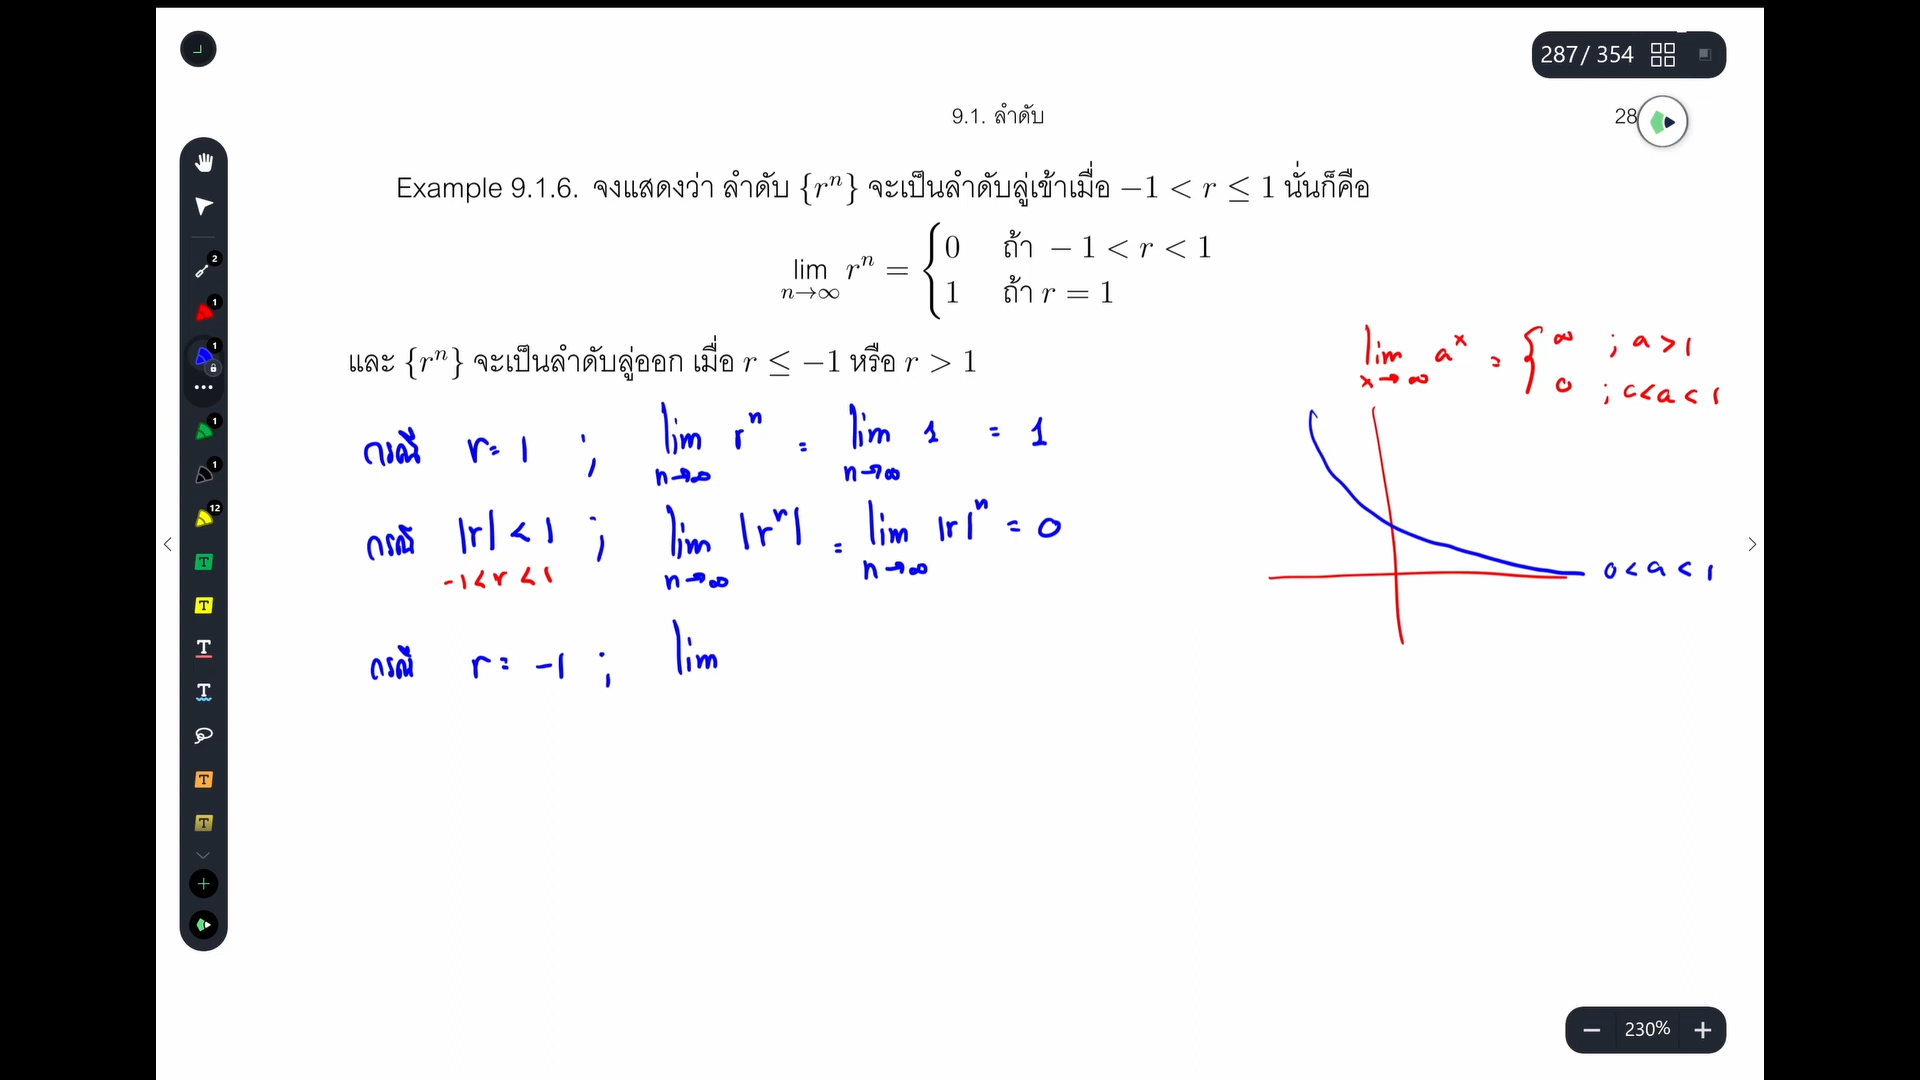 287/ 354
9.1. ลำดับ 28
Example 9.1.6. จงแสดงว่า ลำดับ {rⁿ} จะเป็นลำดับลู่เข้าเมื่อ −1 < r ≤ 1 นั่นก็คือ
lim n→∞ rⁿ = { 0 ถ้า − 1 < r < 1
1 ถ้า r = 1
และ {rⁿ} จะเป็นลำดับลู่ออก เมื่อ r ≤ −1 หรือ r > 1
lim x→∞ aˣ = { ∞ ; a > 1
0 ; 0 < a < 1
กรณี r = 1 ; lim n→∞ rⁿ = lim n→∞ 1 = 1
กรณี |r| < 1 ; lim n→∞ |rⁿ| = lim n→∞ |r|ⁿ = 0
-1 < r < 1
0 < a < 1
กรณี r = -1 ; lim
2
1
1
1
1
12
T
T
T
T
T
T
230%